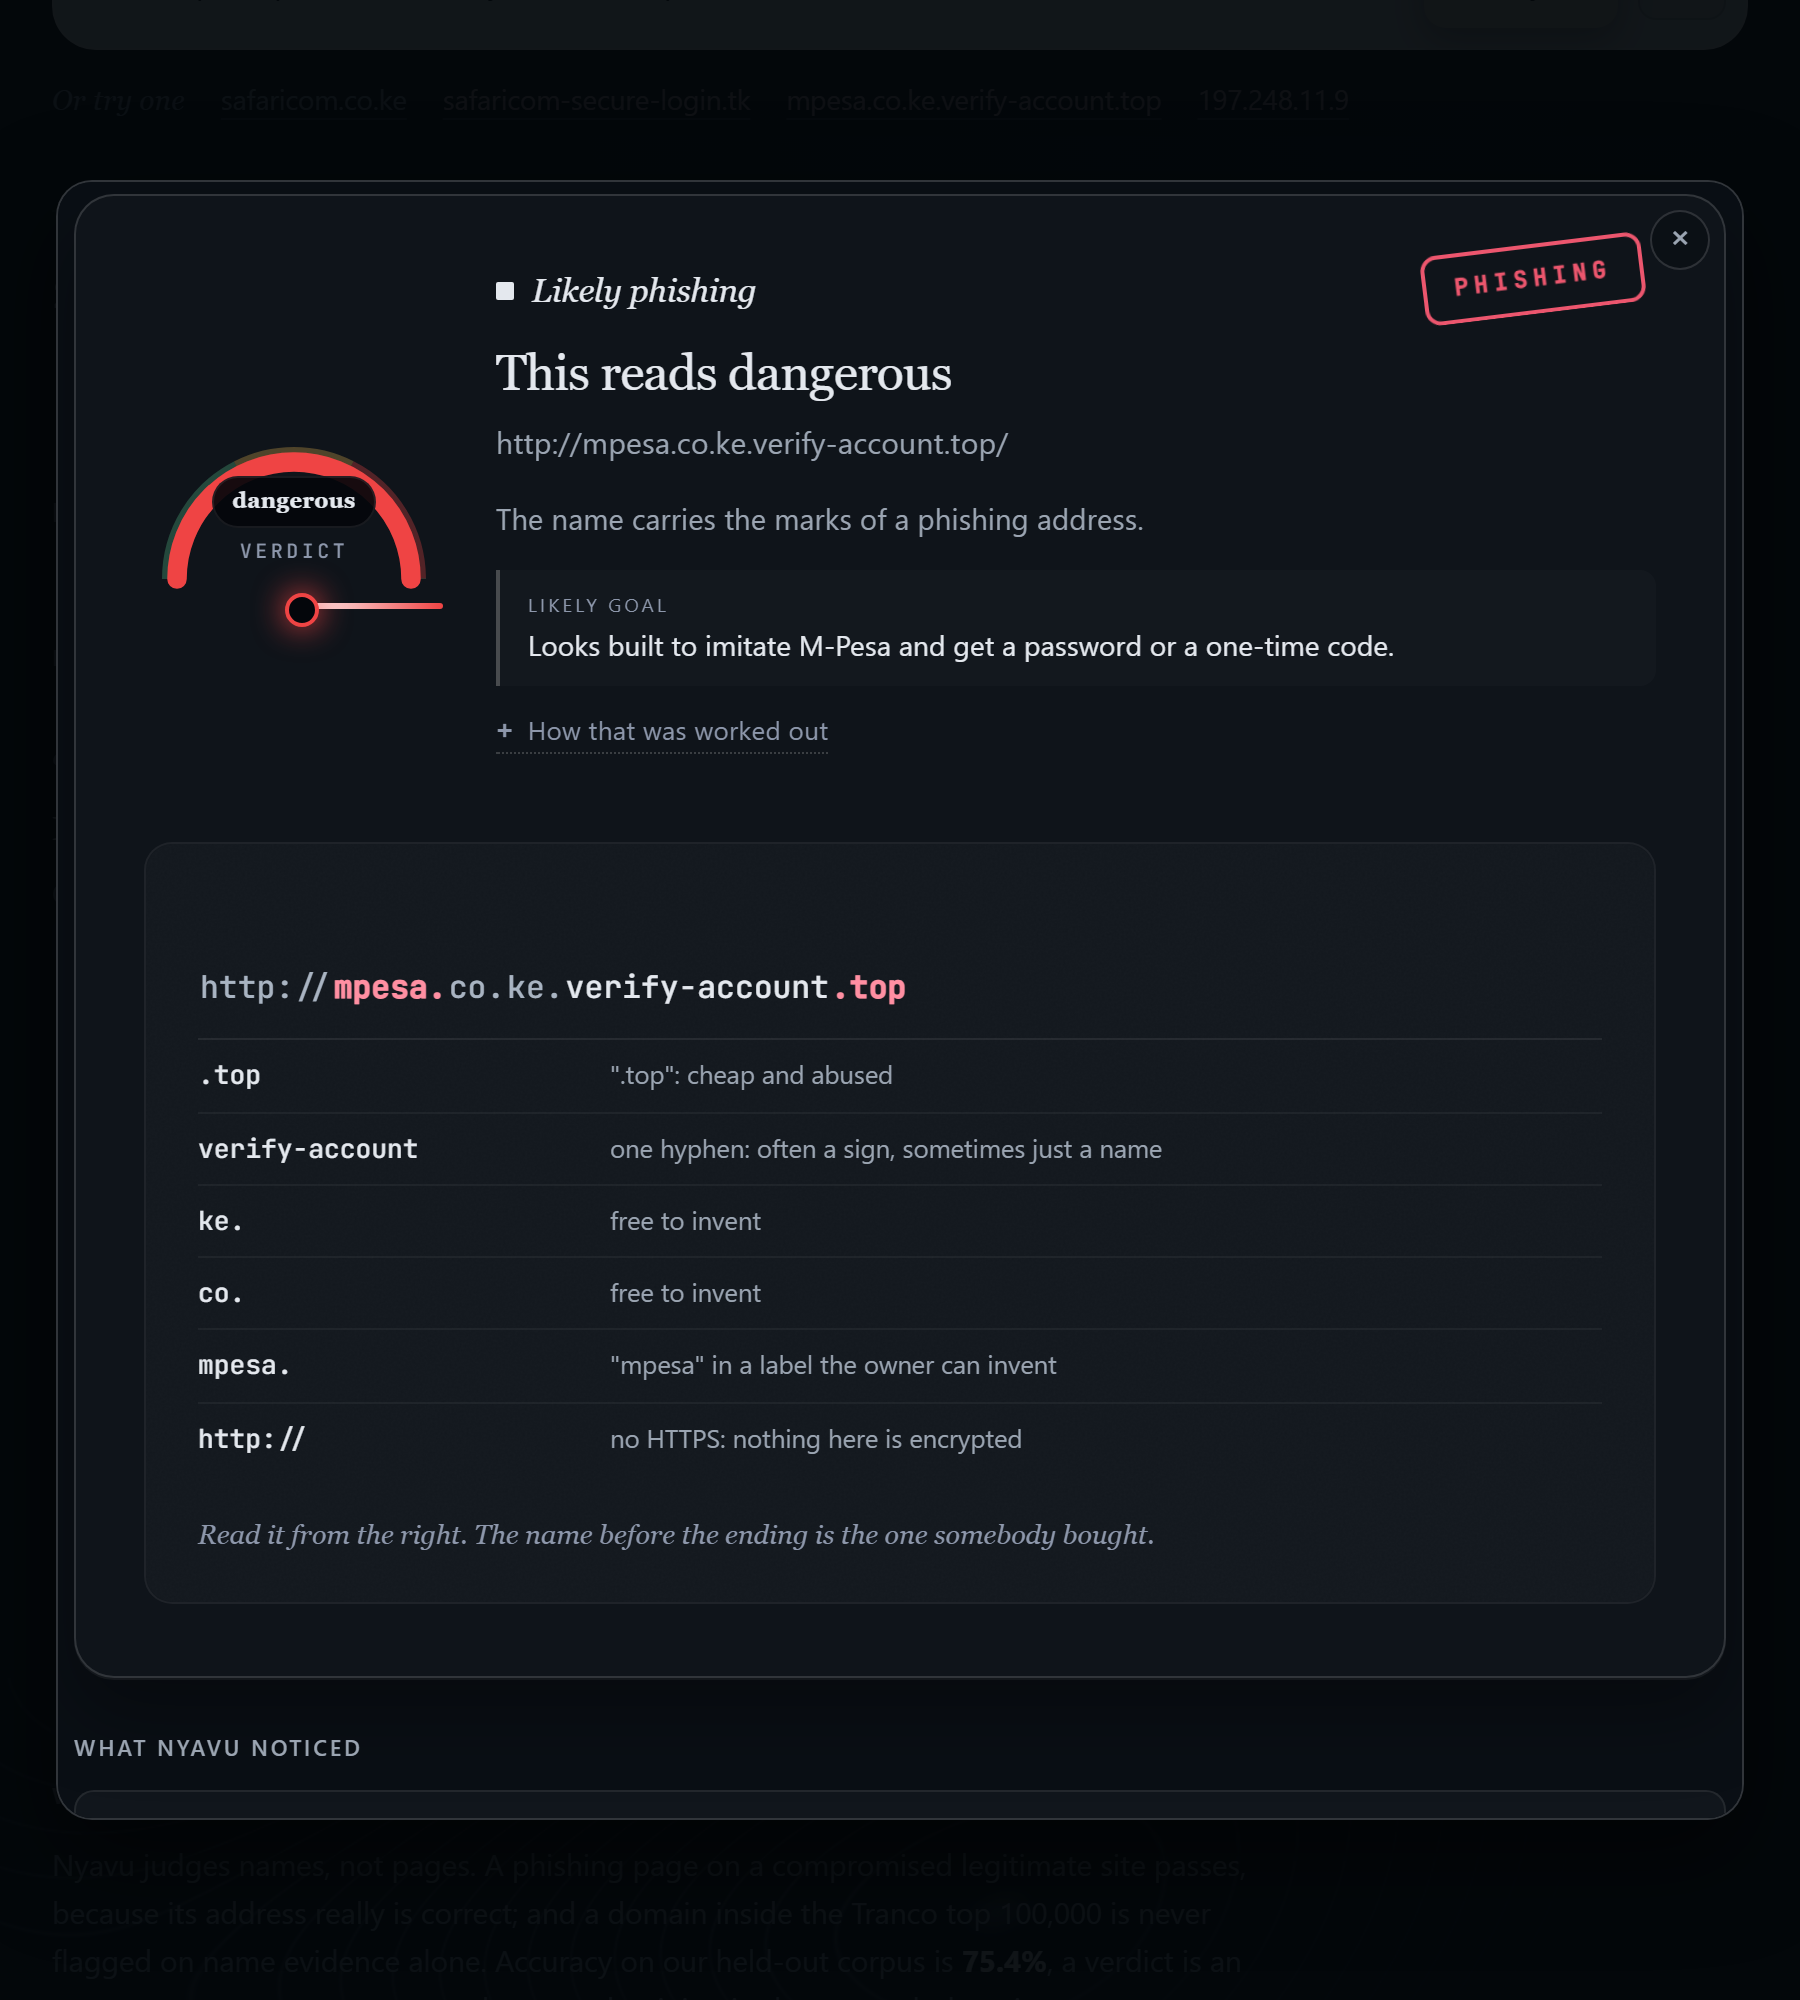 Or try one safaricom.co.ke safaricom-secure-login.tk mpesa.co.ke.verify-account.top 197.248.11.9
×
PHISHING
Likely phishing
This reads dangerous
http://mpesa.co.ke.verify-account.top/
dangerous
VERDICT
The name carries the marks of a phishing address.
LIKELY GOAL
Looks built to imitate M-Pesa and get a password or a one-time code.
+ How that was worked out
http://mpesa.co.ke.verify-account.top
.top ".top": cheap and abused
verify-account one hyphen: often a sign, sometimes just a name
ke. free to invent
co. free to invent
mpesa. "mpesa" in a label the owner can invent
http:// no HTTPS: nothing here is encrypted
Read it from the right. The name before the ending is the one somebody bought.
WHAT NYAVU NOTICED
Nyavu judges names, not pages. A phishing page on a compromised legitimate site passes,
because its address really is correct; and a domain inside the Tranco top 100,000 is never
flagged on name evidence alone. Accuracy on our held-out corpus is 75.4%, a verdict is an